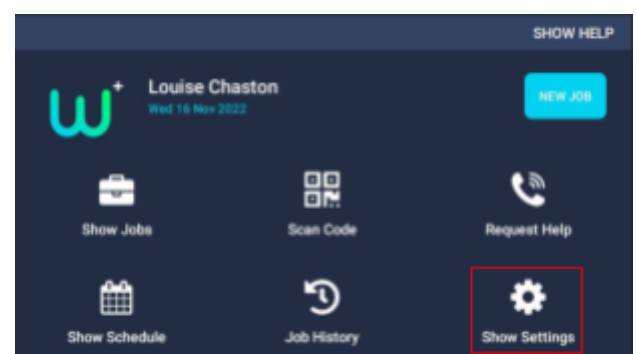 SHOW HELP
Louise Chaston
Wed 16 Nov 2022
NEW JOB
Show Jobs
Scan Code
Request Help
Show Schedule
Job History
Show Settings